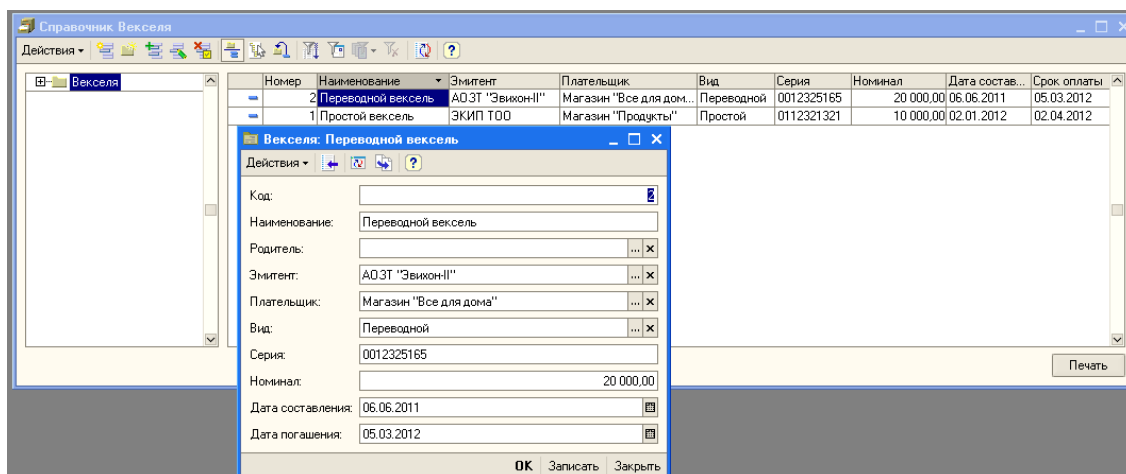 Справочник Векселя
Действия
Векселя
Номер Наименование Эмитент Плательщик Вид Серия Номинал Дата состав... Срок оплаты
2 Переводной вексель АОЗТ "Эвихон-II" Магазин "Все для дом... Переводной 0012325165 20 000,00 06.06.2011 05.03.2012
1 Простой вексель ЭКИП ТОО Магазин "Продукты" Простой 0112321321 10 000,00 02.01.2012 02.04.2012
Векселя: Переводной вексель
Действия
Код: 2
Наименование: Переводной вексель
Родитель:
Эмитент: АОЗТ "Эвихон-II"
Плательщик: Магазин "Все для дома"
Вид: Переводной
Серия: 0012325165
Номинал: 20 000,00
Дата составления: 06.06.2011
Дата погашения: 05.03.2012
OK Записать Закрыть
Печать